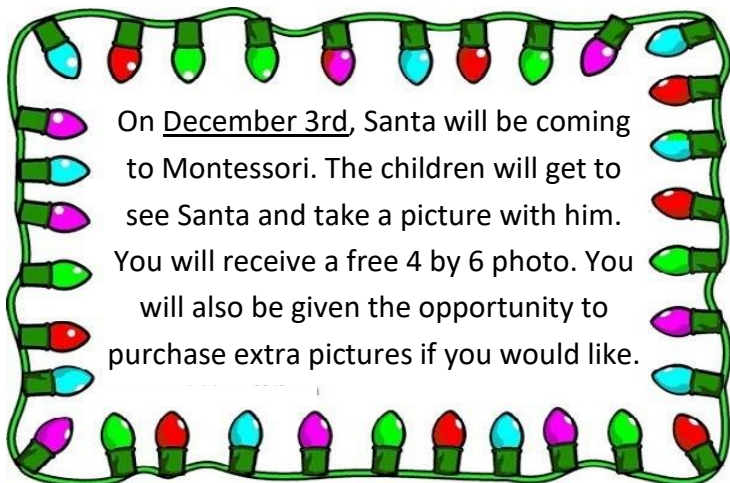 On December 3rd, Santa will be coming
to Montessori. The children will get to
see Santa and take a picture with him.
You will receive a free 4 by 6 photo. You
will also be given the opportunity to
purchase extra pictures if you would like.